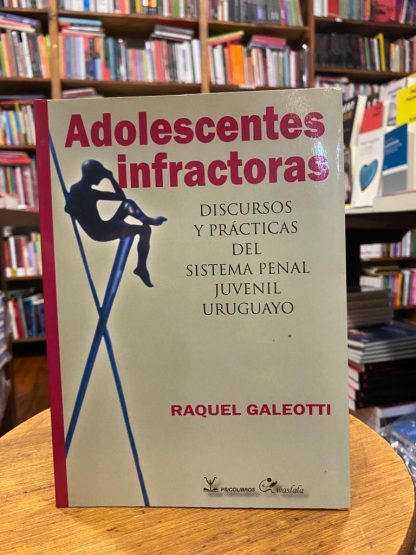 Adolescentes
infractoras
DISCURSOS
Y PRÁCTICAS
DEL
SISTEMA PENAL
JUVENIL
URUGUAYO
RAQUEL GALEOTTI
PSICOLIBROS
waslala